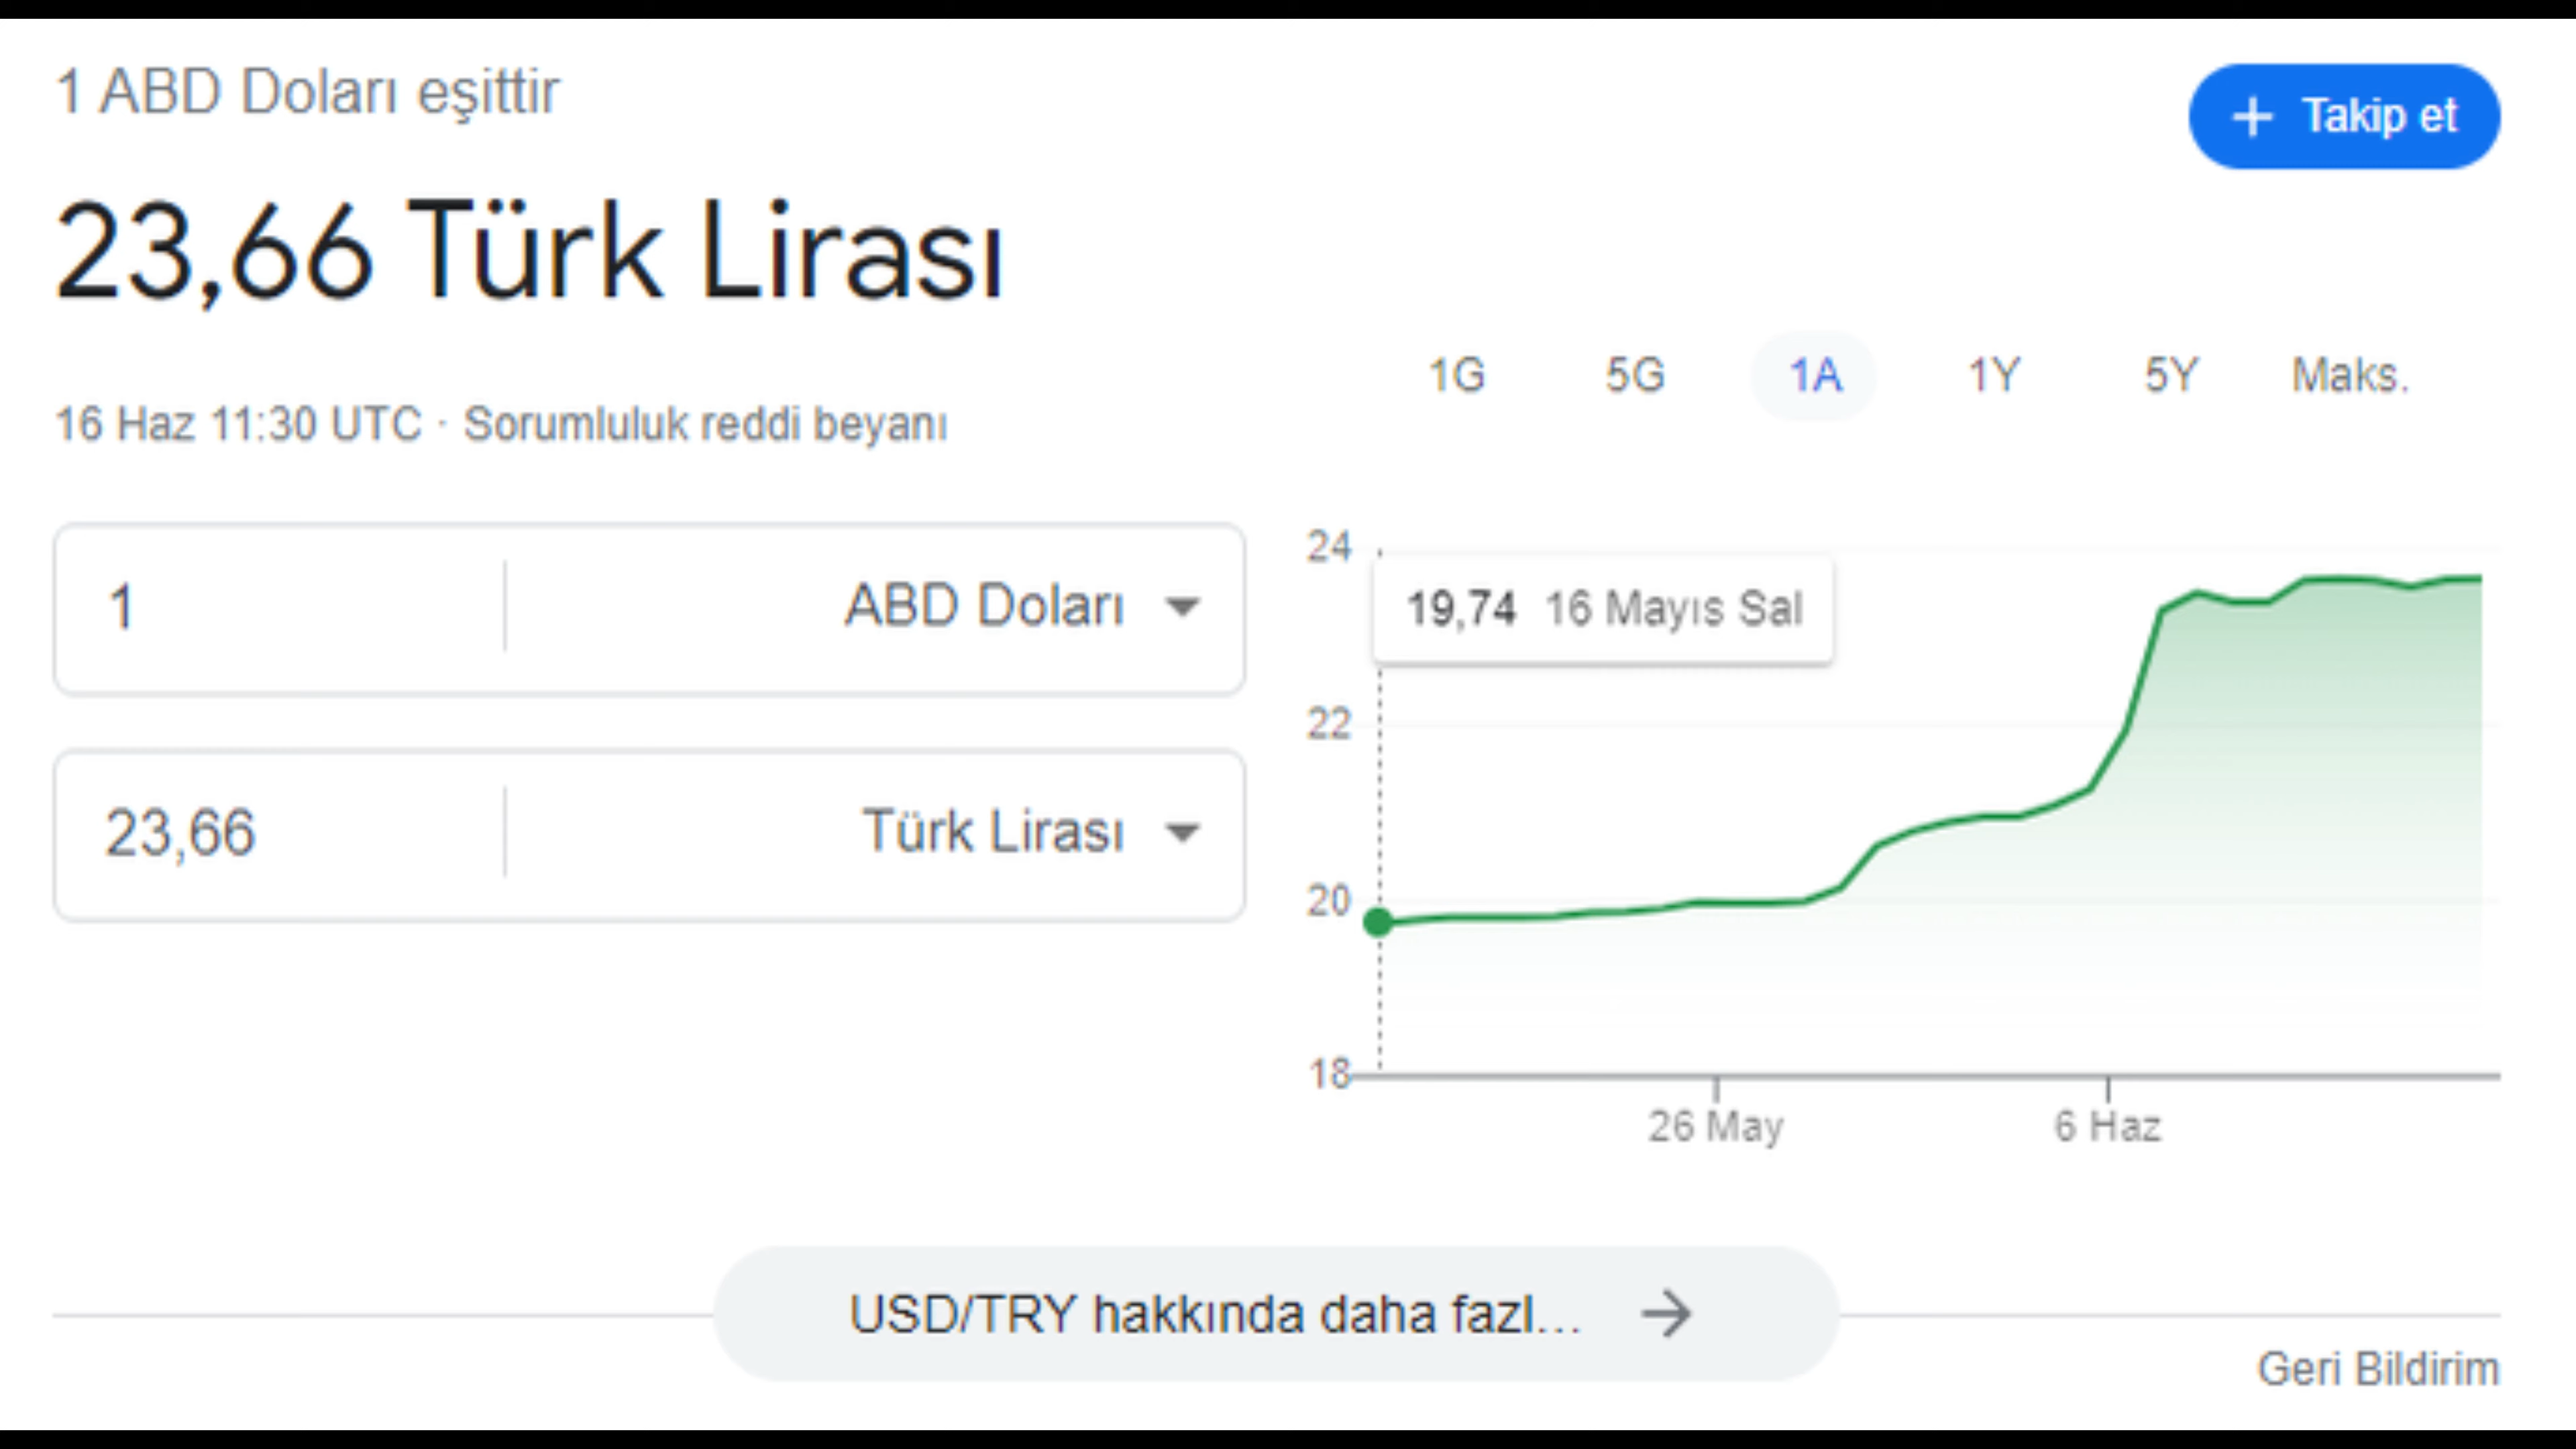 1 ABD Doları eşittir
+ Takip et
23,66 Türk Lirası
16 Haz 11:30 UTC · Sorumluluk reddi beyanı
1G 5G 1A 1Y 5Y Maks.
1 ABD Doları
23,66 Türk Lirası
24
19,74 16 Mayıs Sal
22
20
18
26 May 6 Haz
USD/TRY hakkında daha fazl...
Geri Bildirim